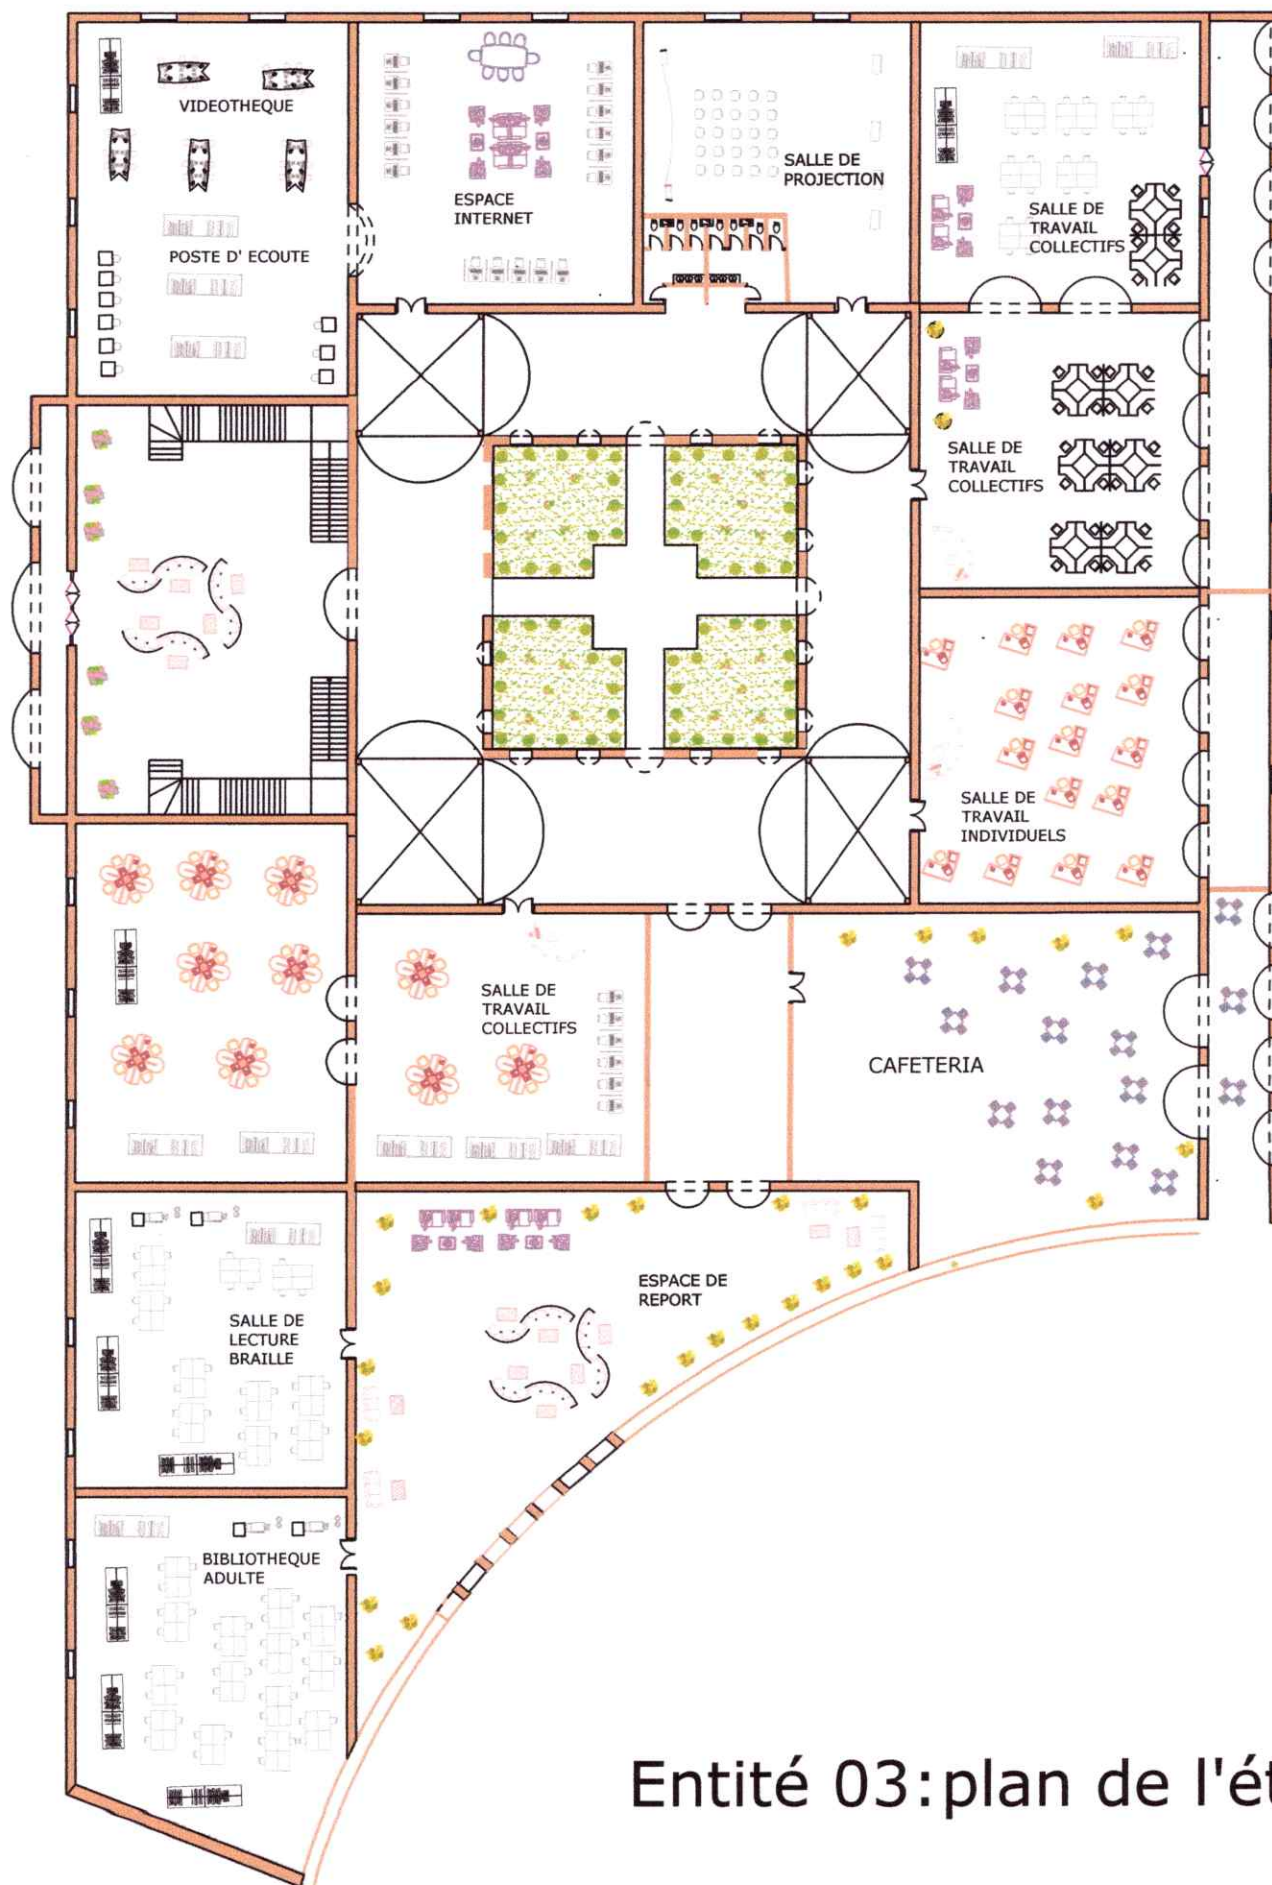 VIDEOTHEQUE
POSTE D' ECOUTE
ESPACE
INTERNET
SALLE DE
PROJECTION
SALLE DE
TRAVAIL
COLLECTIFS
SALLE DE
TRAVAIL
COLLECTIFS
SALLE DE
TRAVAIL
INDIVIDUELS
SALLE DE
TRAVAIL
COLLECTIFS
CAFETERIA
ESPACE DE
REPORT
SALLE DE
LECTURE
BRAILLE
BIBLIOTHEQUE
ADULTE
Entité 03:plan de l'ét